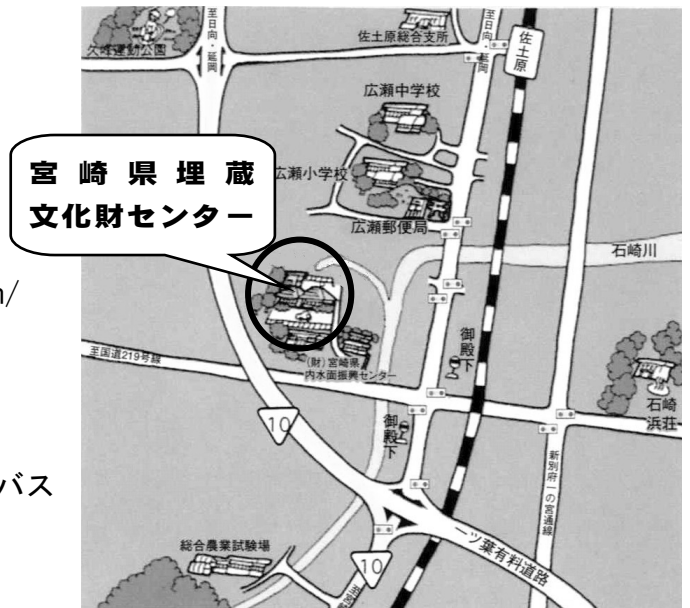 至日向・延岡
久峰運動公園
佐土原総合支所
至日向・延岡
佐土原
広瀬中学校
宮崎県埋蔵
文化財センター
広瀬小学校
広瀬郵便局
石崎川
n/
至国道219号線
(財)宮崎県
内水面振興センター
御殿下
石崎
浜荘
10
御殿下
新別府一の宮通線
バス
総合農業試験場
10
一ツ葉有料道路